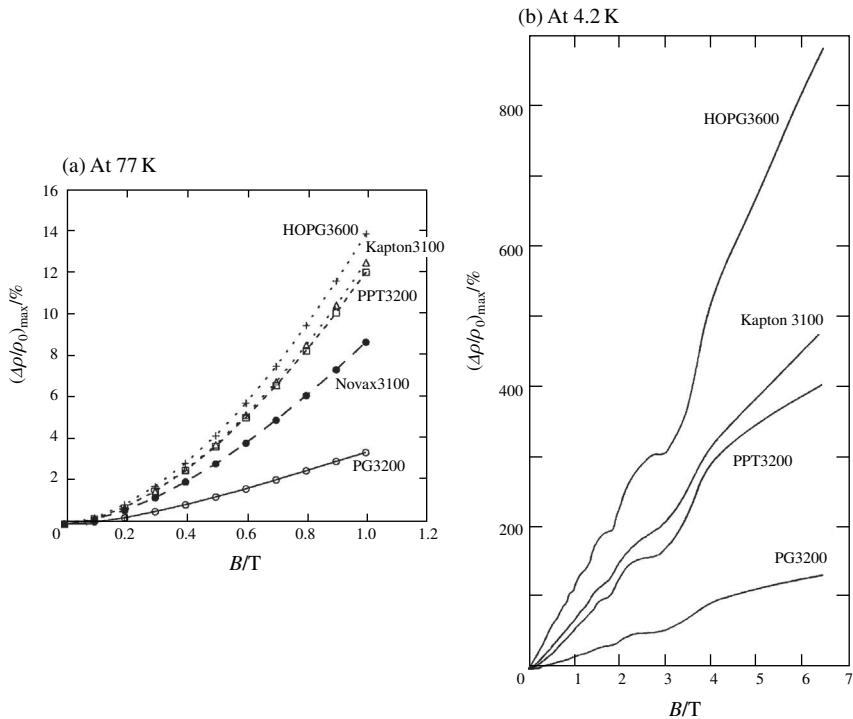 (a) At 77 K
16
14
12
10
8
6
4
2
0
0.2
0.4
0.6
0.8
1.0
1.2
HOPG3600
Kapton3100
PPT3200
Novax3100
PG3200
(Δρ/ρ0)max/%
B/T
(b) At 4.2 K
800
600
400
200
0
1
2
3
4
5
6
7
HOPG3600
Kapton 3100
PPT3200
PG3200
(Δρ/ρ0)max/%
B/T